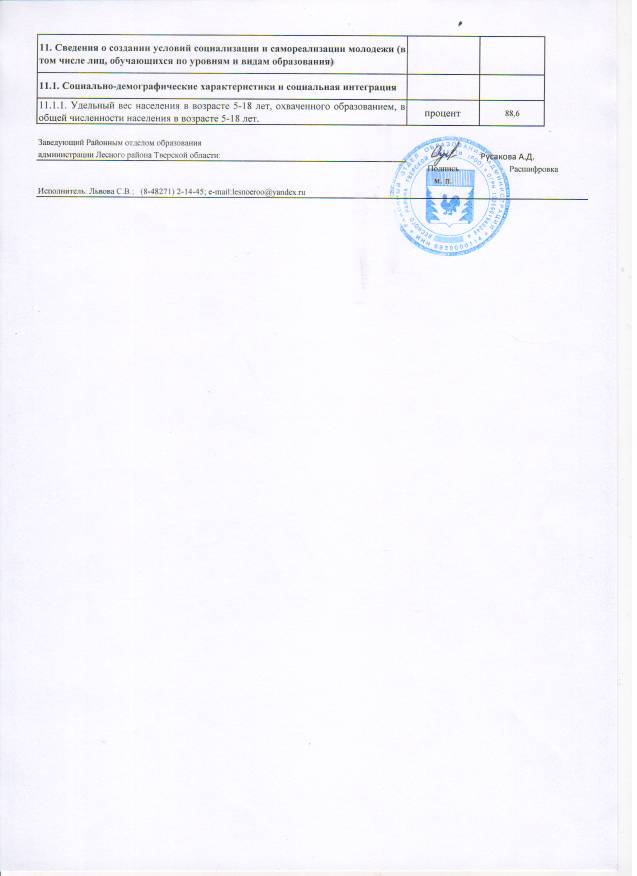 11. Сведения о создании условий социализации и самореализации молодежи (в
том числе лиц, обучающихся по уровням и видам образования)
11.1. Социально-демографические характеристики и социальная интеграция
11.1.1. Удельный вес населения в возрасте 5-18 лет, охваченного образованием, в
общей численности населения в возрасте 5-18 лет.
процент
88,6
Заведующий Районным отделом образования
администрации Лесного района Тверской области:
Русакова А.Д.
Подпись
Расшифровка
м. п.
Исполнитель: Львова С.В.: (8-48271) 2-14-45; e-mail:lesnoeroo@yandex.ru